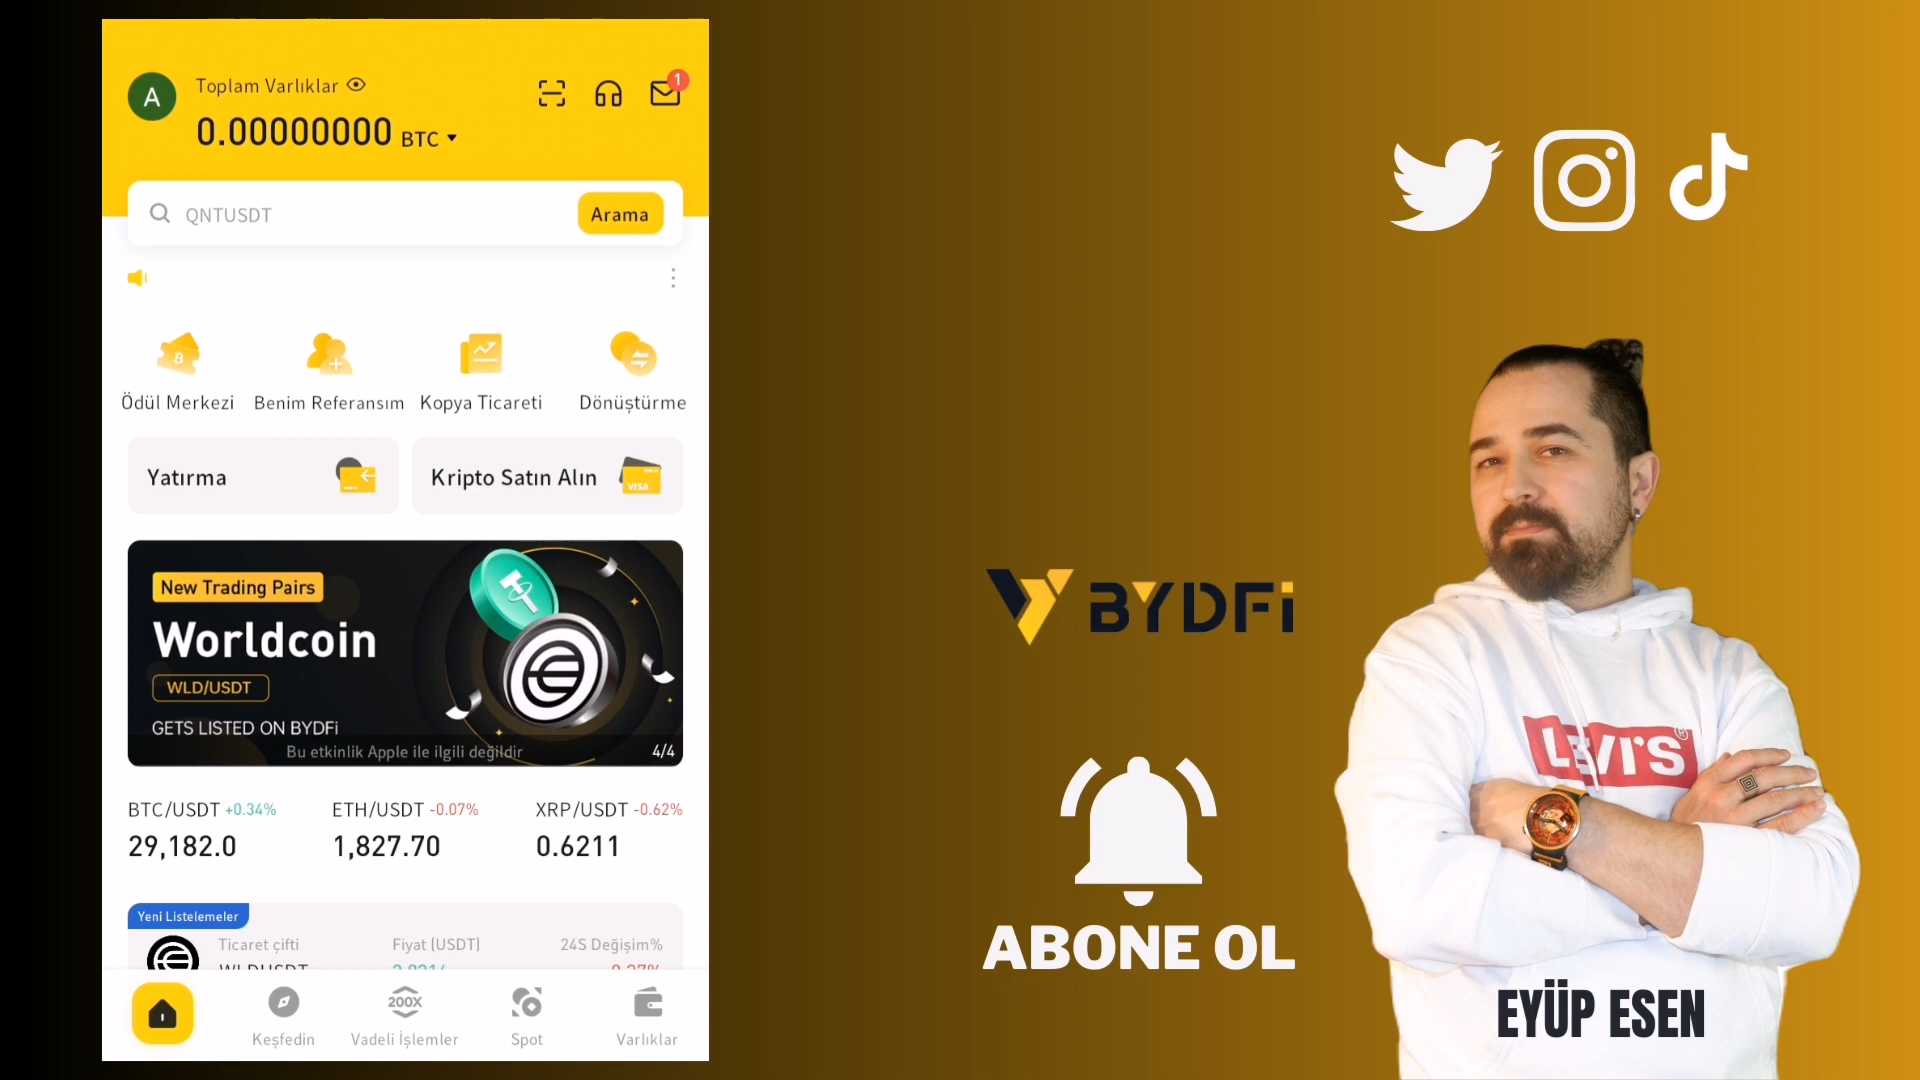 A
Toplam Varlıklar
0.00000000 BTC
1
QNTUSDT
Arama
Ödül Merkezi
Benim Referansım
Kopya Ticareti
Dönüştürme
Yatırma
Kripto Satın Alın
VISA
New Trading Pairs
Worldcoin
WLD/USDT
GETS LISTED ON BYDFi
Bu etkinlik Apple ile ilgili değildir
4/4
BTC/USDT +0.34%
29,182.0
ETH/USDT -0.07%
1,827.70
XRP/USDT -0.62%
0.6211
Yeni Listelemeler
Ticaret çifti
Fiyat (USDT)
24S Değişim%
WLDUSDT
Keşfedin
200X
Vadeli İşlemler
Spot
Varlıklar
BYDFi
ABONE OL
LEVI'S®
EYÜP ESEN